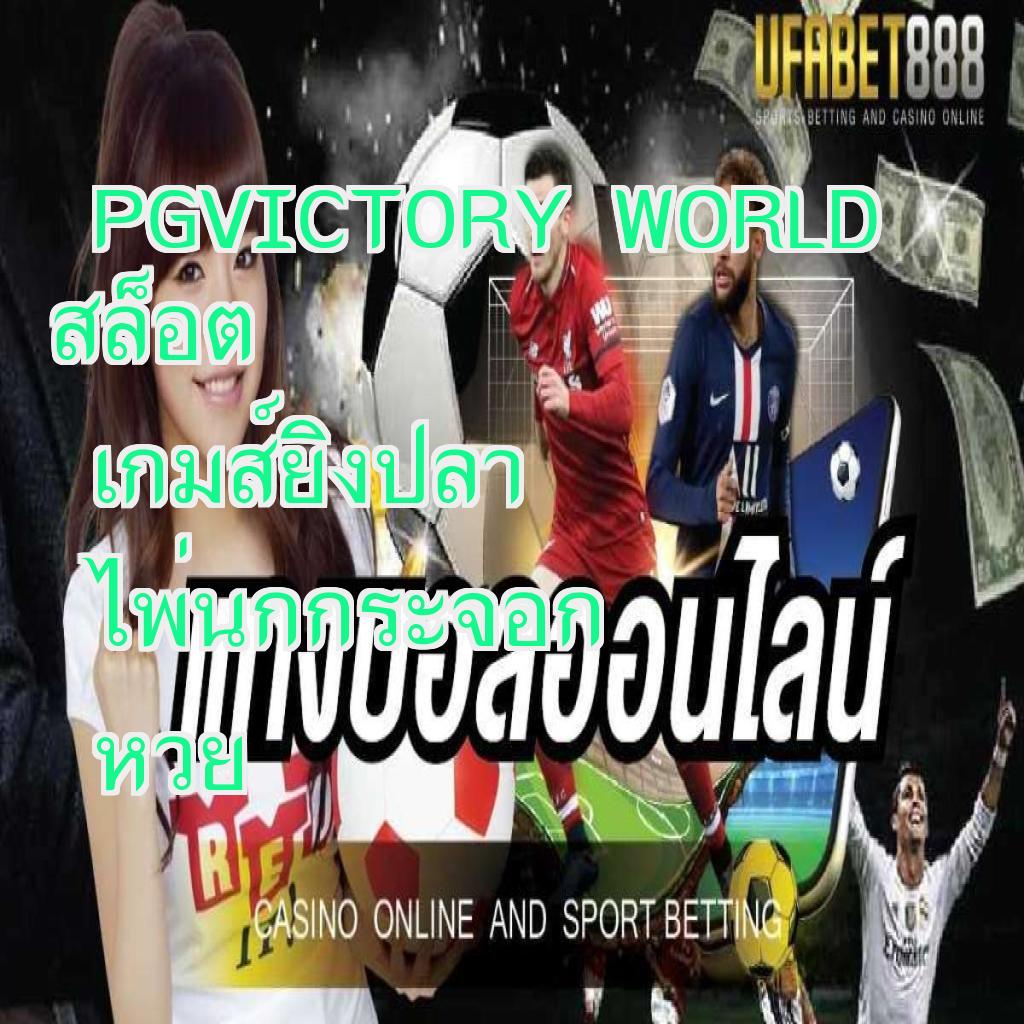 UFABET888
SPORTS BETTING AND CASINO ONLINE
PGVICTORY WORLD
สล็อต
เกมส์ยิงปลา
ไพ่นกกระจอก
แทงบอลออนไลน์
หวย
CASINO ONLINE AND SPORT BETTING